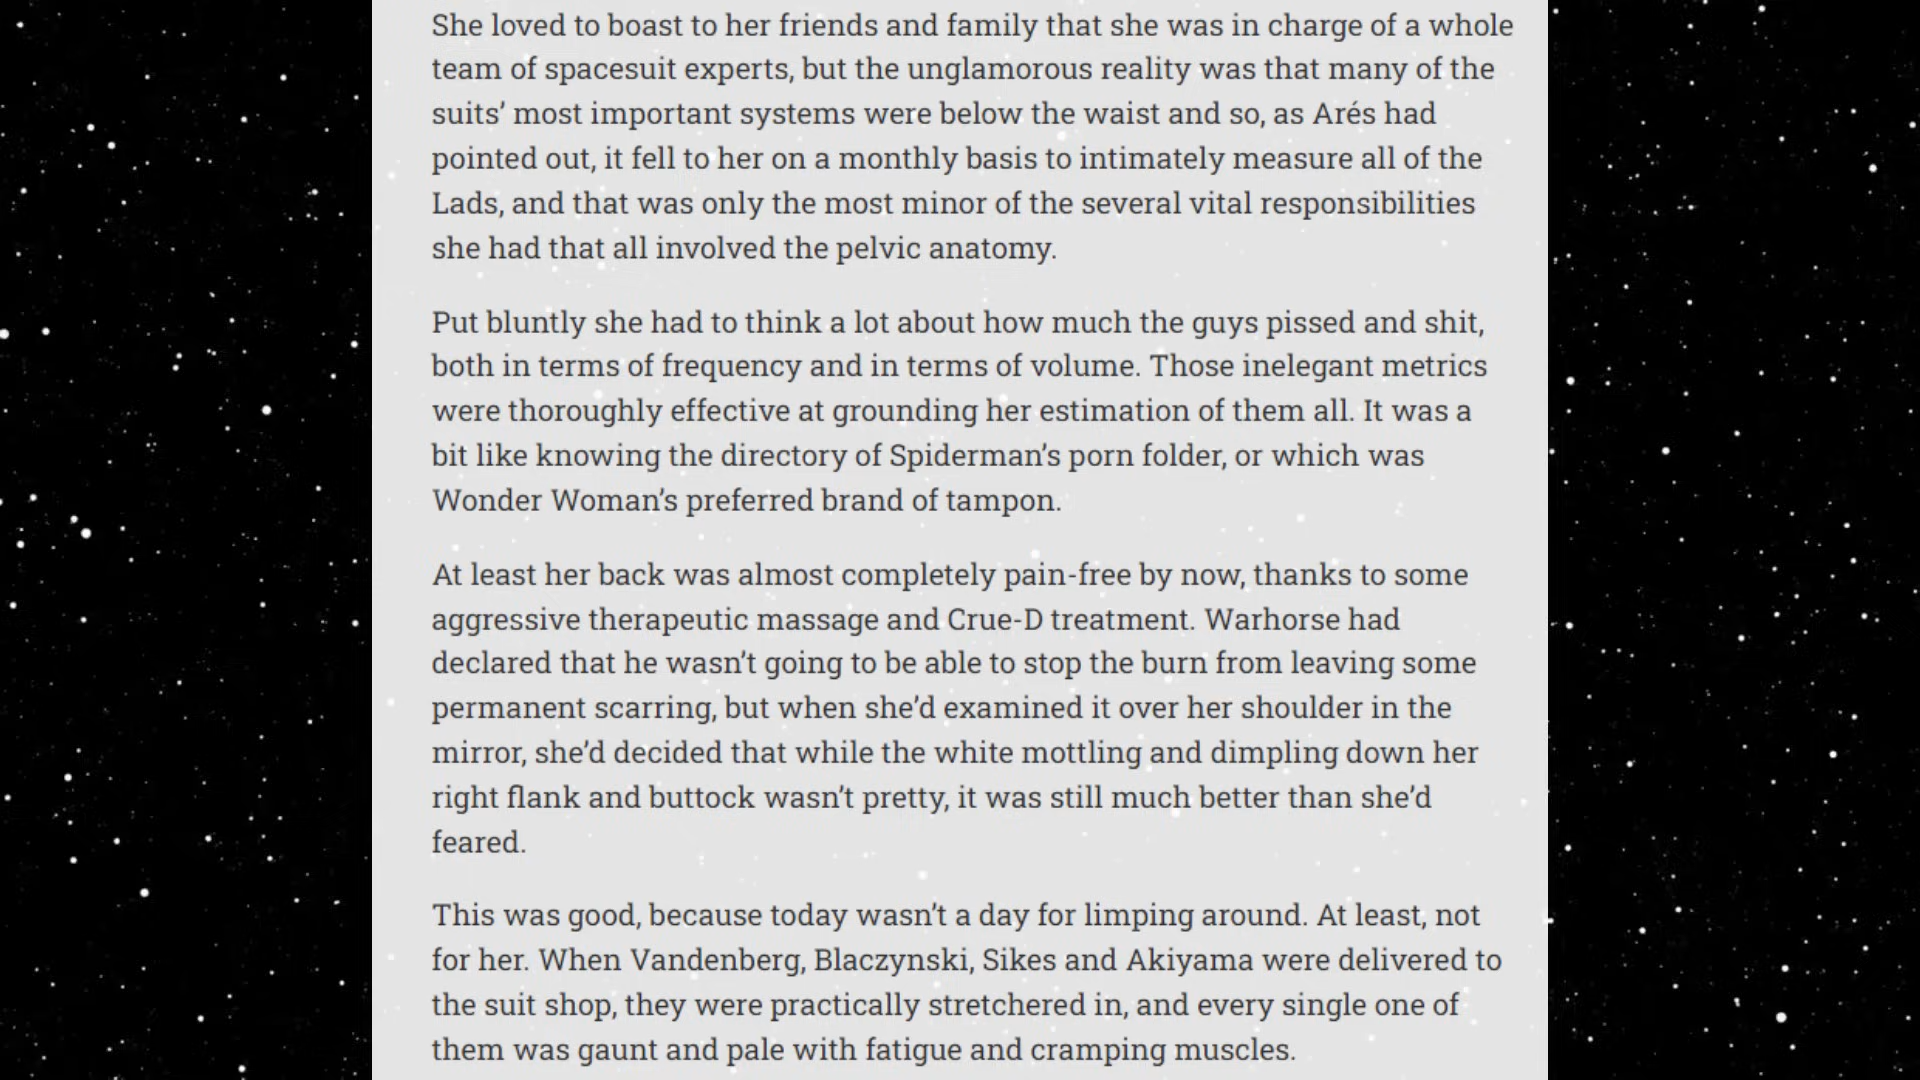 She loved to boast to her friends and family that she was in charge of a whole
team of spacesuit experts, but the unglamorous reality was that many of the
suits’ most important systems were below the waist and so, as Arés had
pointed out, it fell to her on a monthly basis to intimately measure all of the
Lads, and that was only the most minor of the several vital responsibilities
she had that all involved the pelvic anatomy.
Put bluntly she had to think a lot about how much the guys pissed and shit,
both in terms of frequency and in terms of volume. Those inelegant metrics
were thoroughly effective at grounding her estimation of them all. It was a
bit like knowing the directory of Spiderman’s porn folder, or which was
Wonder Woman’s preferred brand of tampon.
At least her back was almost completely pain-free by now, thanks to some
aggressive therapeutic massage and Crue-D treatment. Warhorse had
declared that he wasn’t going to be able to stop the burn from leaving some
permanent scarring, but when she’d examined it over her shoulder in the
mirror, she’d decided that while the white mottling and dimpling down her
right flank and buttock wasn’t pretty, it was still much better than she’d
feared.
This was good, because today wasn’t a day for limping around. At least, not
for her. When Vandenberg, Blaczynski, Sikes and Akiyama were delivered to
the suit shop, they were practically stretchered in, and every single one of
them was gaunt and pale with fatigue and cramping muscles.